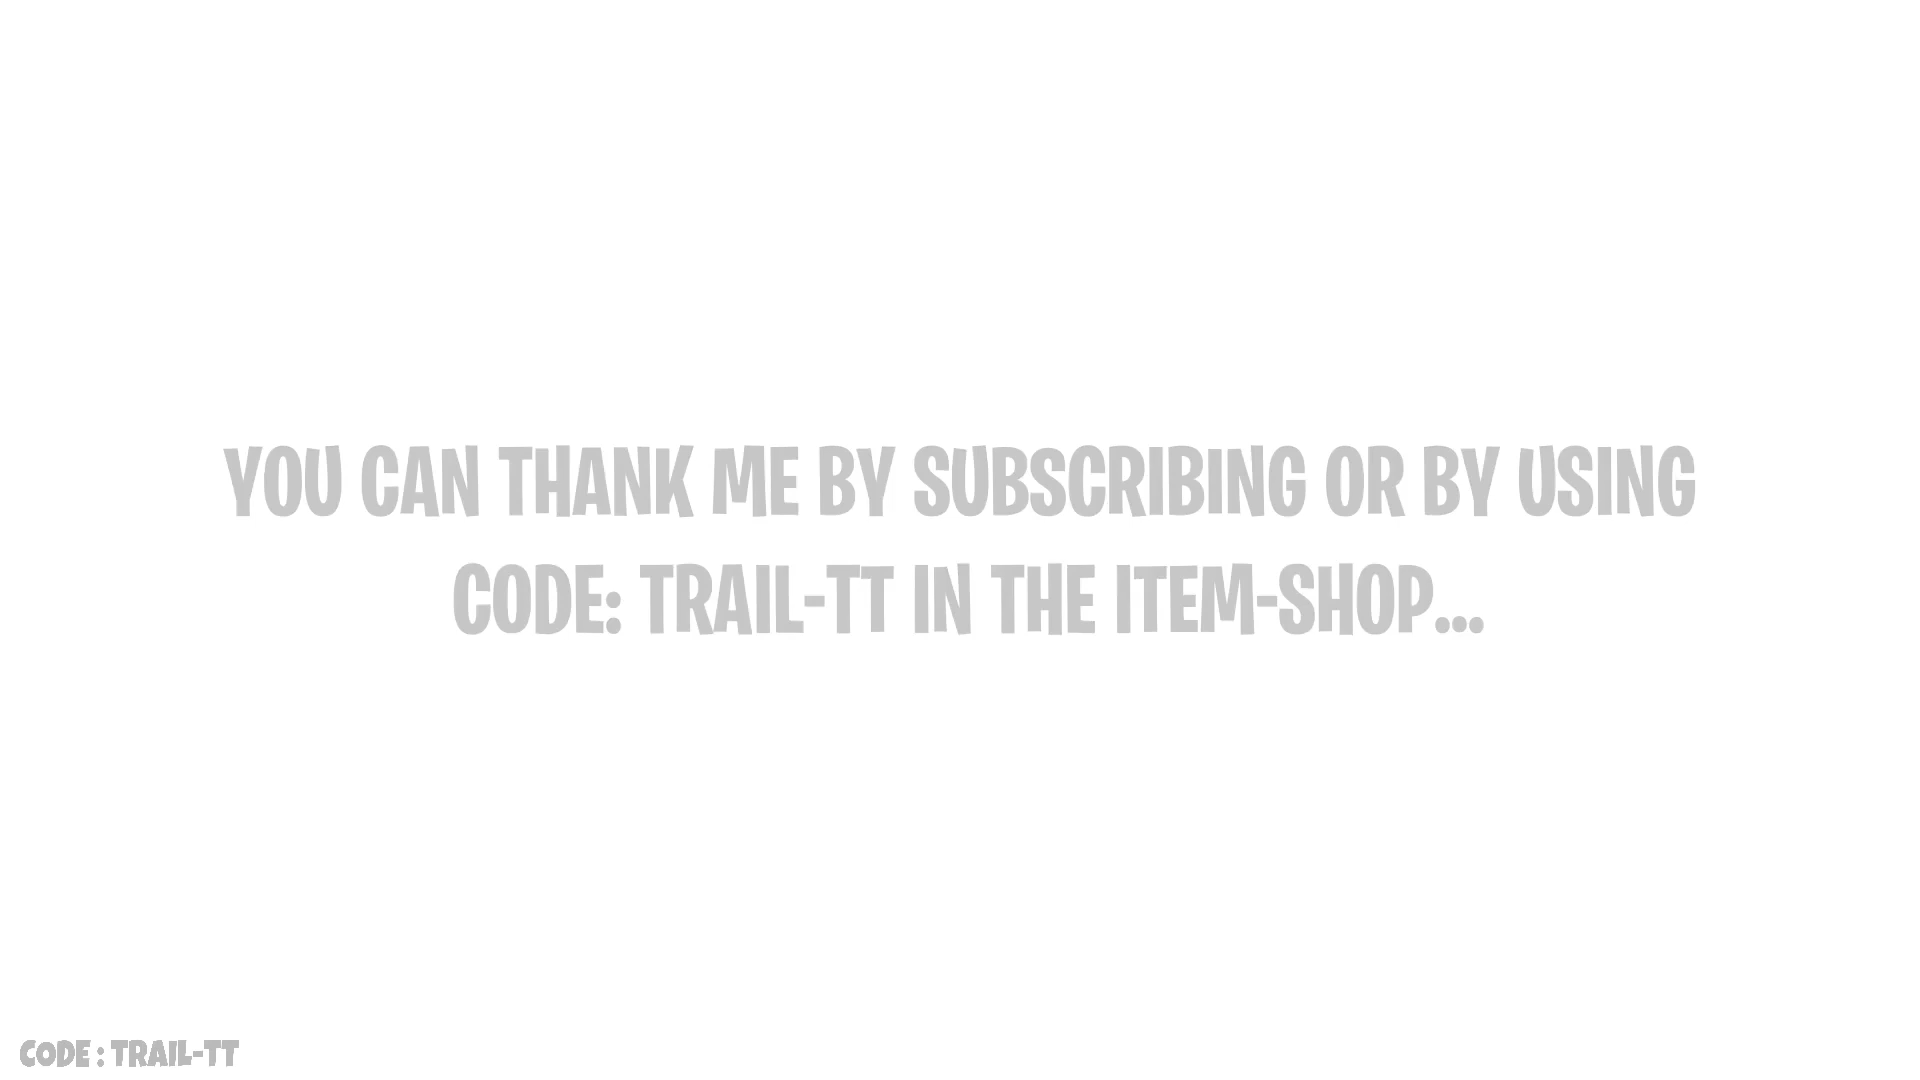 YOU CAN THANK ME BY SUBSCRIBING OR BY USING
CODE: TRAIL-TT IN THE ITEM-SHOP...
CODE : TRAIL-TT